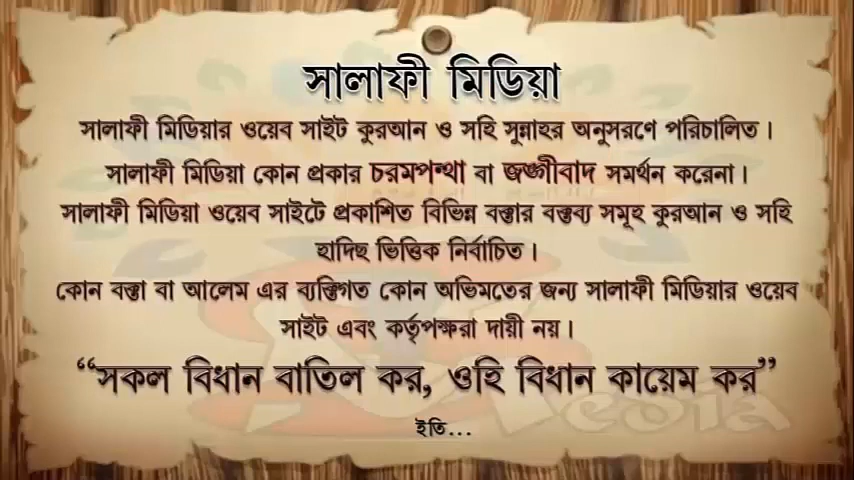 সালাফী মিডিয়া
সালাফী মিডিয়ার ওয়েব সাইট কুরআন ও সহি সুন্নাহর অনুসরণে পরিচালিত।
সালাফী মিডিয়া কোন প্রকার চরমপন্থা বা জঙ্গীবাদ সমর্থন করেনা।
সালাফী মিডিয়া ওয়েব সাইটে প্রকাশিত বিভিন্ন বক্তার বক্তব্য সমূহ কুরআন ও সহি
হাদিছ ভিত্তিক নির্বাচিত।
কোন বক্তা বা আলেম এর ব্যক্তিগত কোন অভিমতের জন্য সালাফী মিডিয়ার ওয়েব
সাইট এবং কর্তৃপক্ষরা দায়ী নয়।
“সকল বিধান বাতিল কর, ওহি বিধান কায়েম কর”
ইতি...